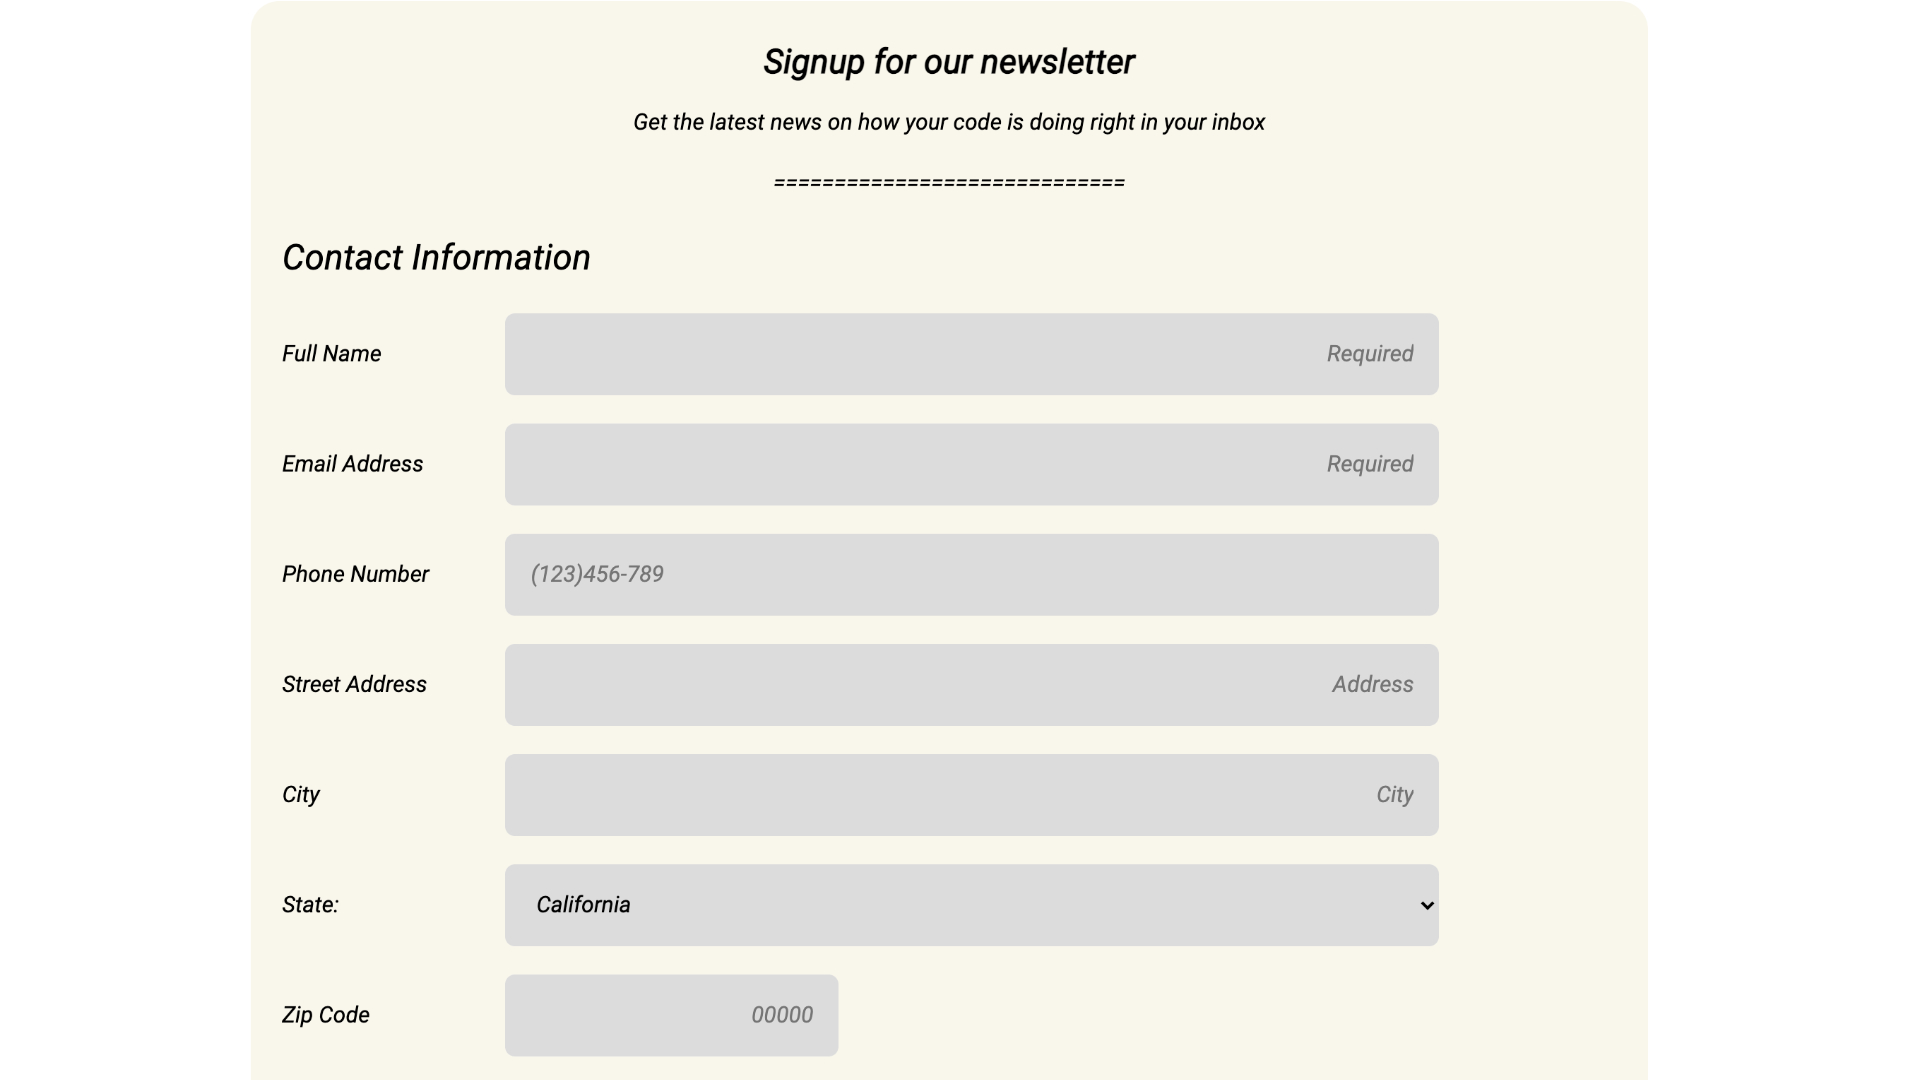 Signup for our newsletter
Get the latest news on how your code is doing right in your inbox
=============================
Contact Information
Full Name Required
Email Address Required
Phone Number (123)456-789
Street Address Address
City City
State: California
Zip Code 00000